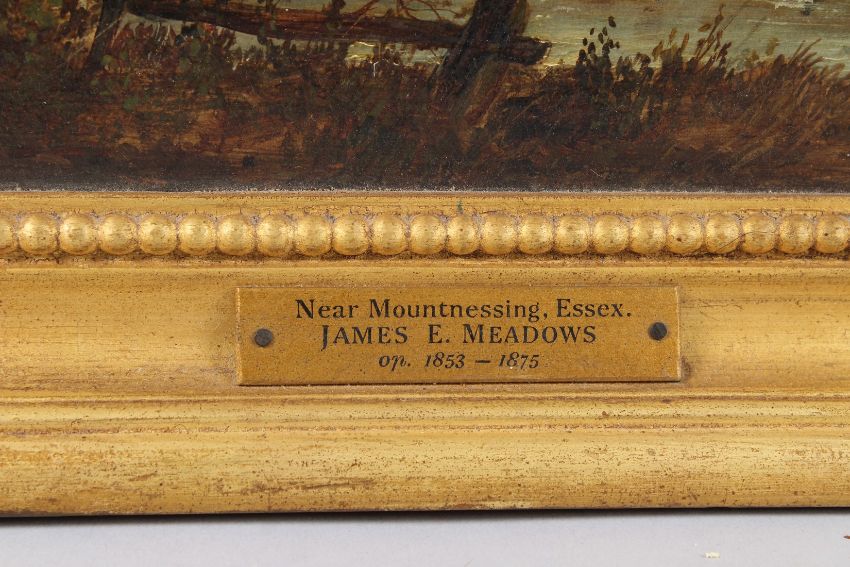 Near Mountnessing, Essex.
JAMES E. MEADOWS
op. 1853 – 1875